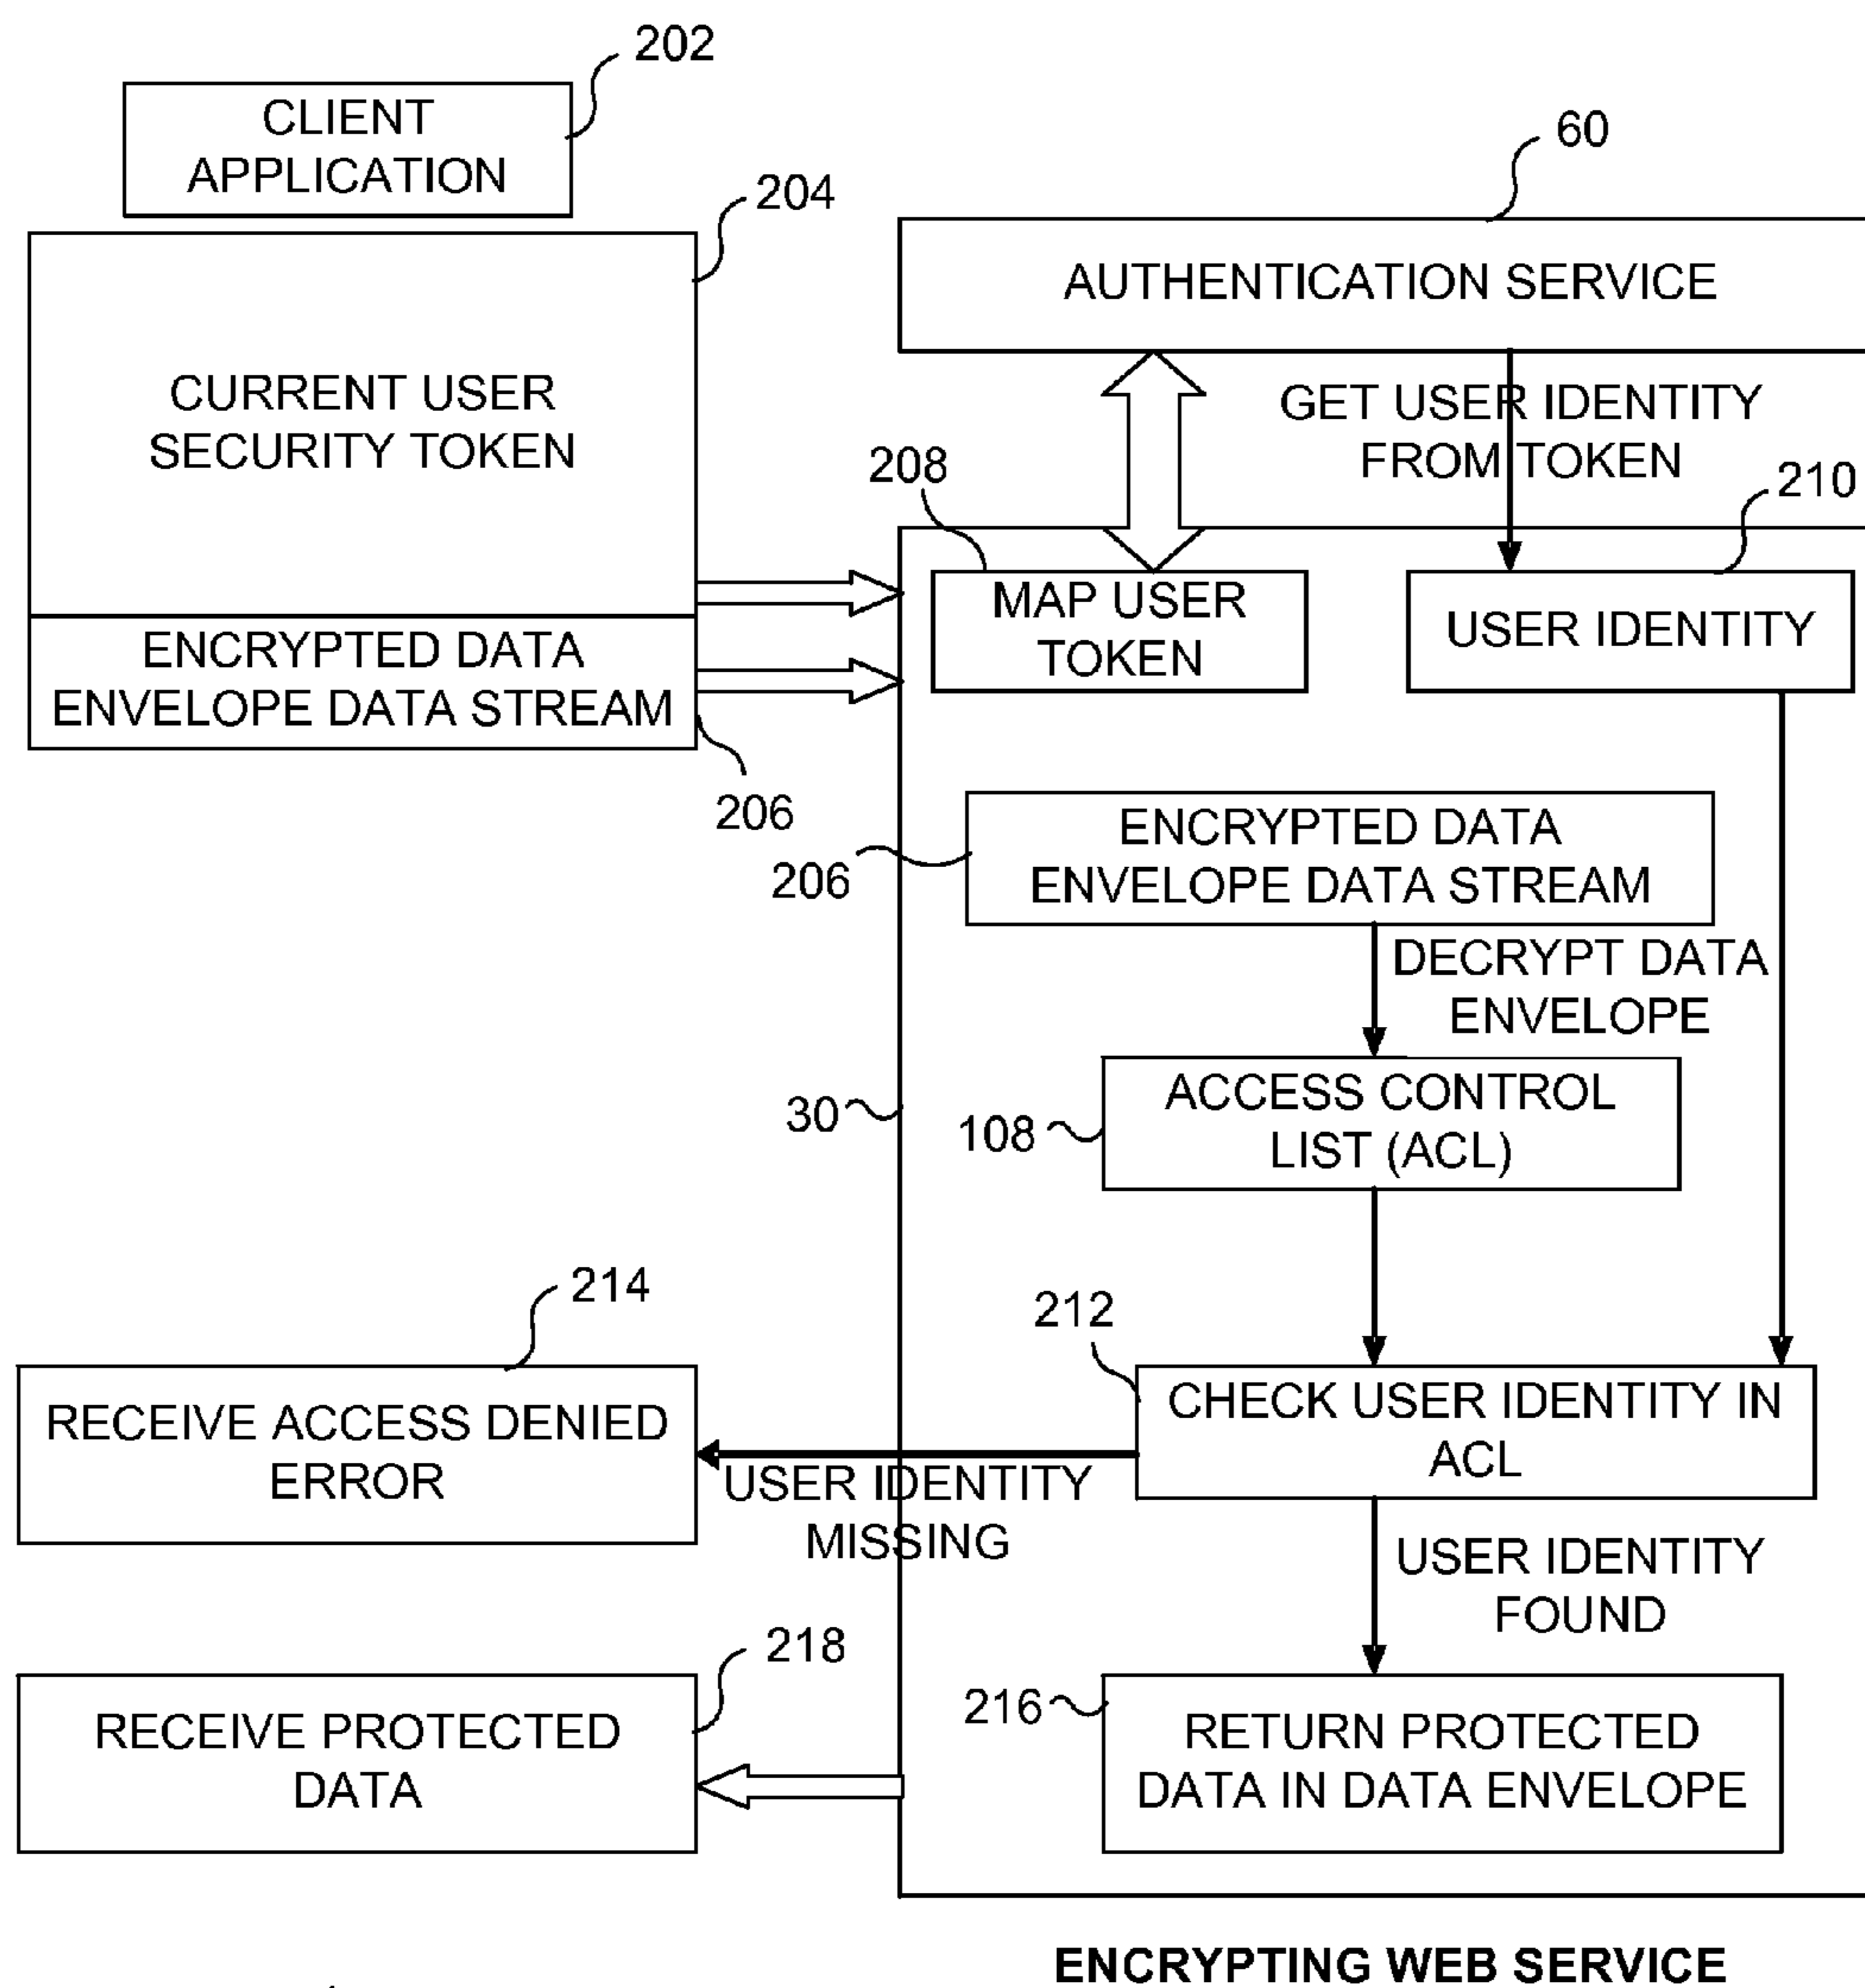 202
CLIENT
APPLICATION
60
204
AUTHENTICATION SERVICE
CURRENT USER
SECURITY TOKEN
GET USER IDENTITY
FROM TOKEN
208
210
MAP USER
TOKEN
USER IDENTITY
ENCRYPTED DATA
ENVELOPE DATA STREAM
206
ENCRYPTED DATA
ENVELOPE DATA STREAM
206
DECRYPT DATA
ENVELOPE
30
108
ACCESS CONTROL
LIST (ACL)
214
212
RECEIVE ACCESS DENIED
ERROR
CHECK USER IDENTITY IN
ACL
USER IDENTITY
MISSING
USER IDENTITY
FOUND
218
216
RECEIVE PROTECTED
DATA
RETURN PROTECTED
DATA IN DATA ENVELOPE
ENCRYPTING WEB SERVICE